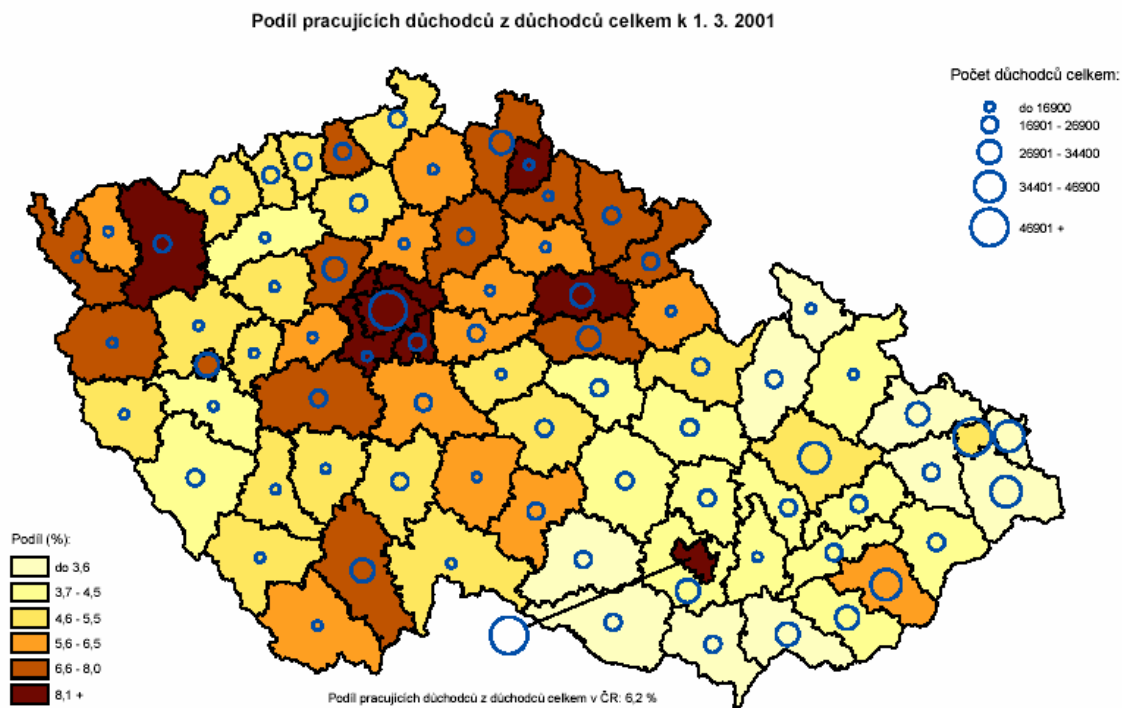 Podíl pracujících důchodců z důchodců celkem k 1. 3. 2001
Počet důchodců celkem:
do 16900
16901 - 26900
26901 - 34400
34401 - 46900
46901 +
Podíl (%):
do 3,6
3,7 - 4,5
4,6 - 5,5
5,6 - 6,5
6,6 - 8,0
8,1 +
Podíl pracujících důchodců z důchodců celkem v ČR: 6,2 %